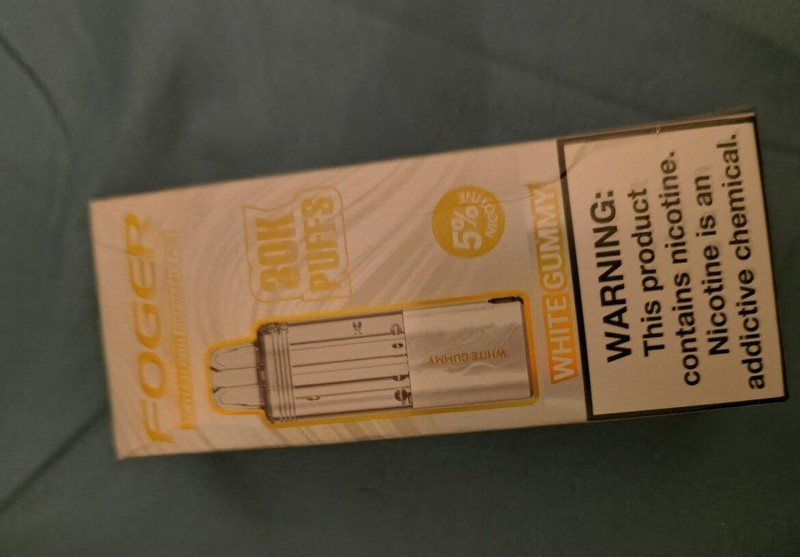 FOGER
30K
PUFFS
5%
NICOTINE
WHITE GUMMY
WHITE GUMMY
WARNING:
This product
contains nicotine.
Nicotine is an
addictive chemical.